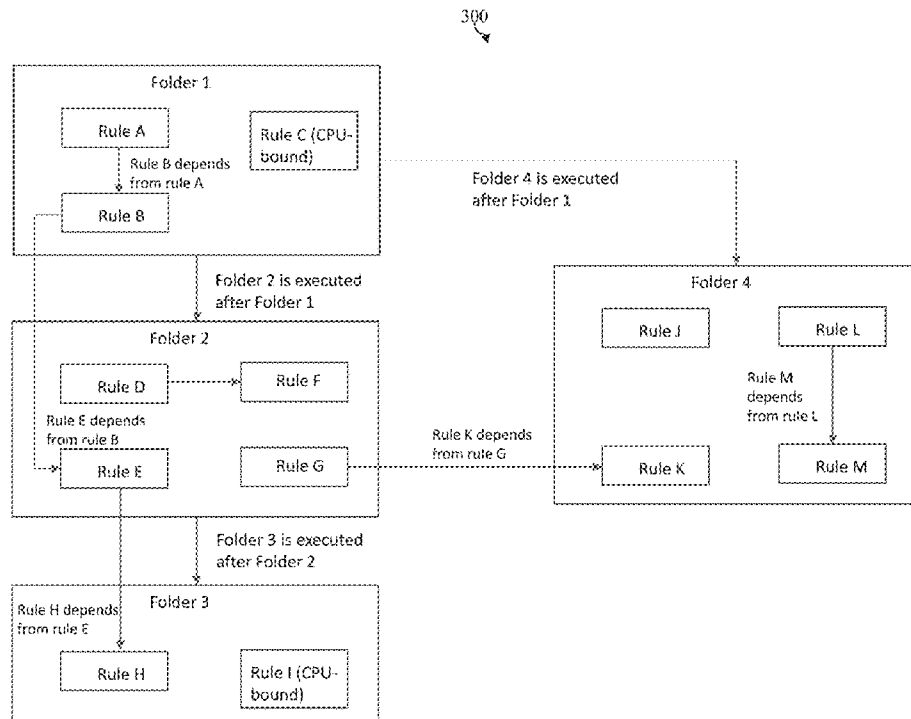 300
Folder 1
Rule A
Rule C (CPU-
bound)
Rule B depends
from rule A
Rule B
Folder 4 is executed
after Folder 1
Folder 2 is executed
after Folder 1
Folder 4
Rule J
Rule L
Rule M
depends
from rule L
Rule K
Rule M
Folder 2
Rule D
Rule F
Rule E depends
from rule B
Rule E
Rule G
Rule K depends
from rule G
Folder 3 is executed
after Folder 2
Folder 3
Rule H depends
from rule E
Rule H
Rule I (CPU-
bound)